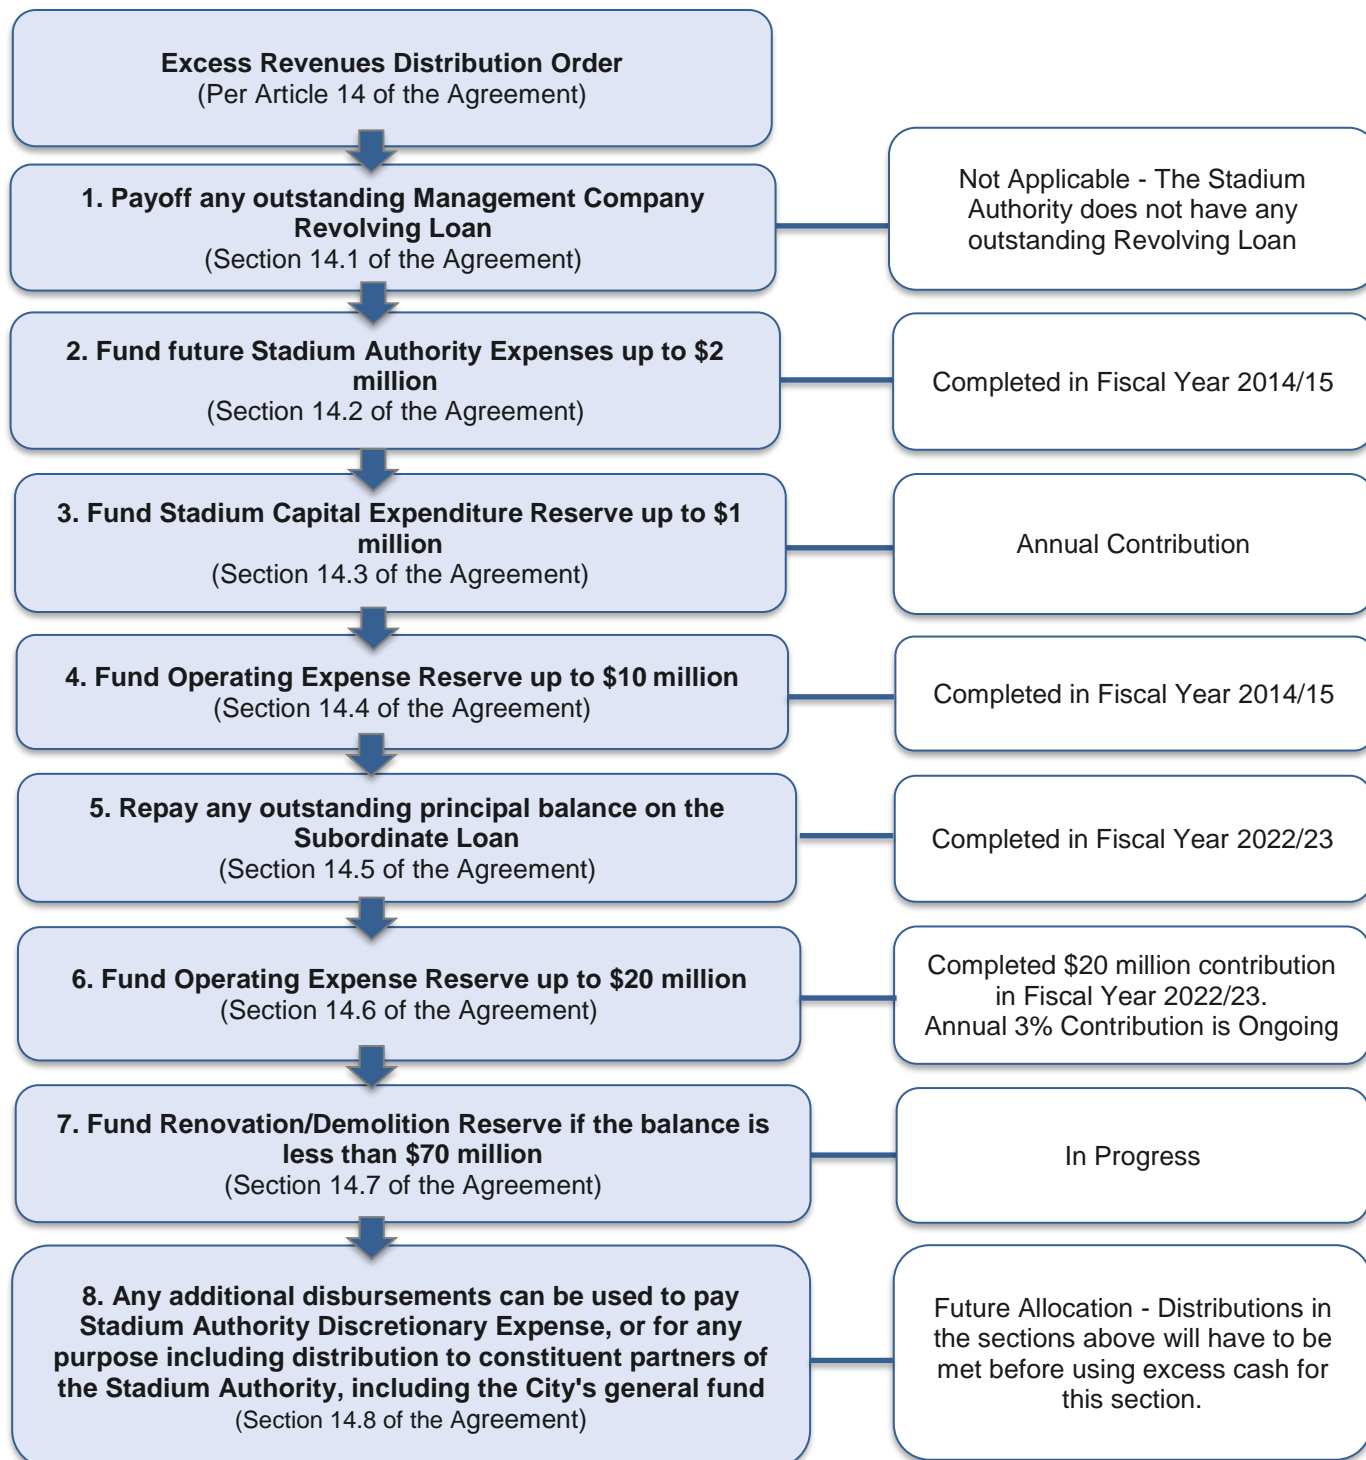 Excess Revenues Distribution Order
(Per Article 14 of the Agreement)
1. Payoff any outstanding Management Company
Revolving Loan
(Section 14.1 of the Agreement)
Not Applicable - The Stadium
Authority does not have any
outstanding Revolving Loan
2. Fund future Stadium Authority Expenses up to $2
million
(Section 14.2 of the Agreement)
Completed in Fiscal Year 2014/15
3. Fund Stadium Capital Expenditure Reserve up to $1
million
(Section 14.3 of the Agreement)
Annual Contribution
4. Fund Operating Expense Reserve up to $10 million
(Section 14.4 of the Agreement)
Completed in Fiscal Year 2014/15
5. Repay any outstanding principal balance on the
Subordinate Loan
(Section 14.5 of the Agreement)
Completed in Fiscal Year 2022/23
6. Fund Operating Expense Reserve up to $20 million
(Section 14.6 of the Agreement)
Completed $20 million contribution
in Fiscal Year 2022/23.
Annual 3% Contribution is Ongoing
7. Fund Renovation/Demolition Reserve if the balance is
less than $70 million
(Section 14.7 of the Agreement)
In Progress
8. Any additional disbursements can be used to pay
Stadium Authority Discretionary Expense, or for any
purpose including distribution to constituent partners of
the Stadium Authority, including the City's general fund
(Section 14.8 of the Agreement)
Future Allocation - Distributions in
the sections above will have to be
met before using excess cash for
this section.